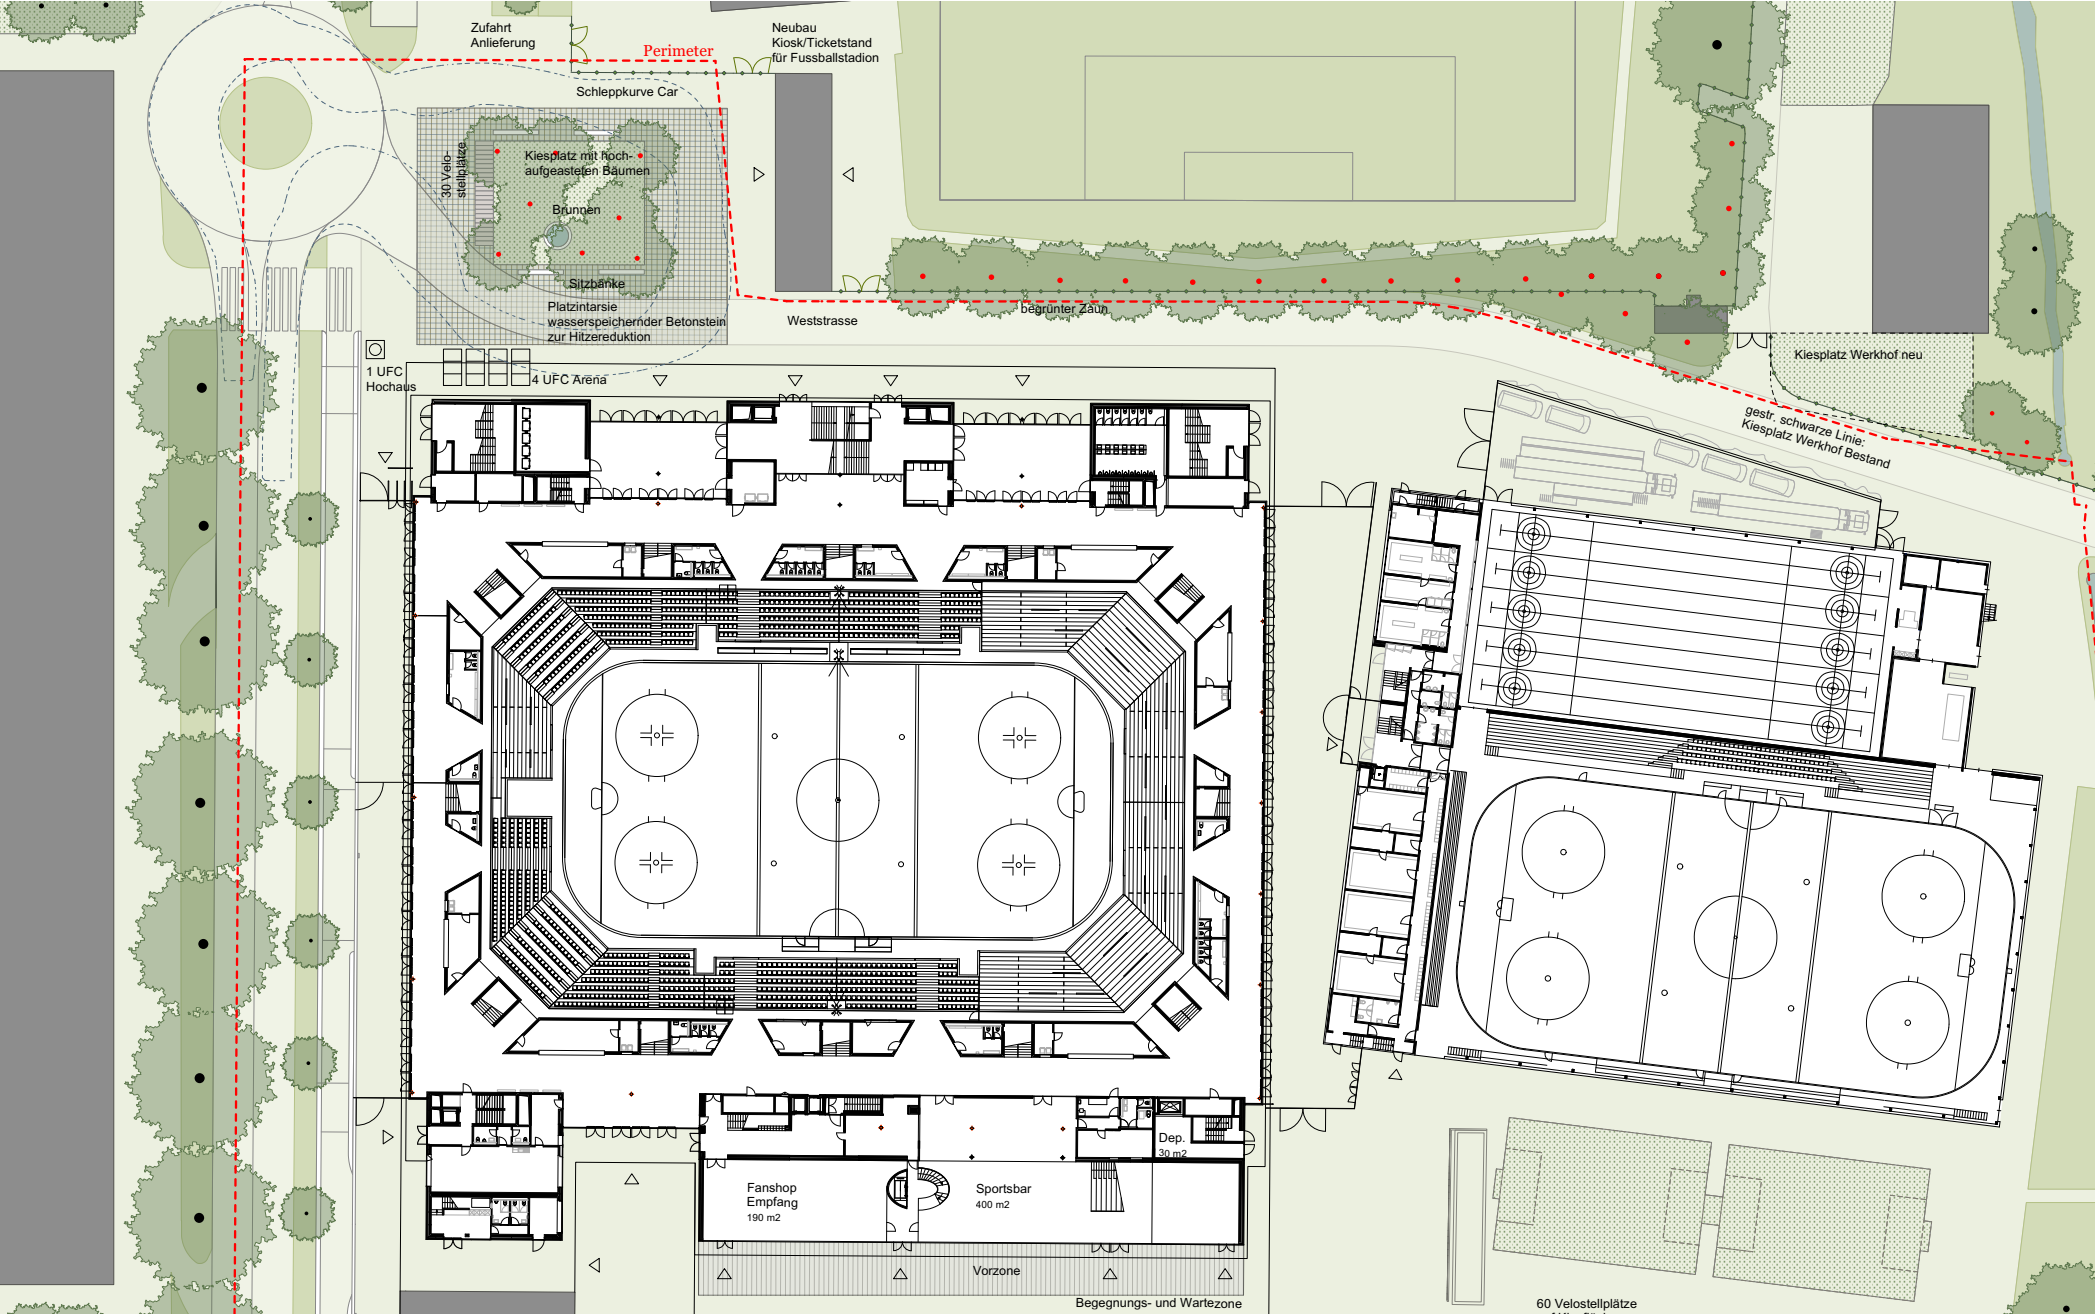 Zufahrt
Anlieferung
Perimeter
Neubau
Kiosk/Ticketstand
für Fussballstadion
Schleppkurve Car
30 Velo-
stellplätze
Kiesplatz mit hoch-
aufgeasteten Bäumen
Brunnen
Sitzbänke
Platzintarsie
wasserspeichernder Betonstein
zur Hitzereduktion
Weststrasse
begrünter Zaun
1 UFC
Hochaus
4 UFC Arena
Kiesplatz Werkhof neu
gestr. schwarze Linie:
Kiesplatz Werkhof Bestand
Dep.
30 m2
Fanshop
Empfang
190 m2
Sportsbar
400 m2
Vorzone
Begegnungs- und Wartezone
60 Velostellplätze